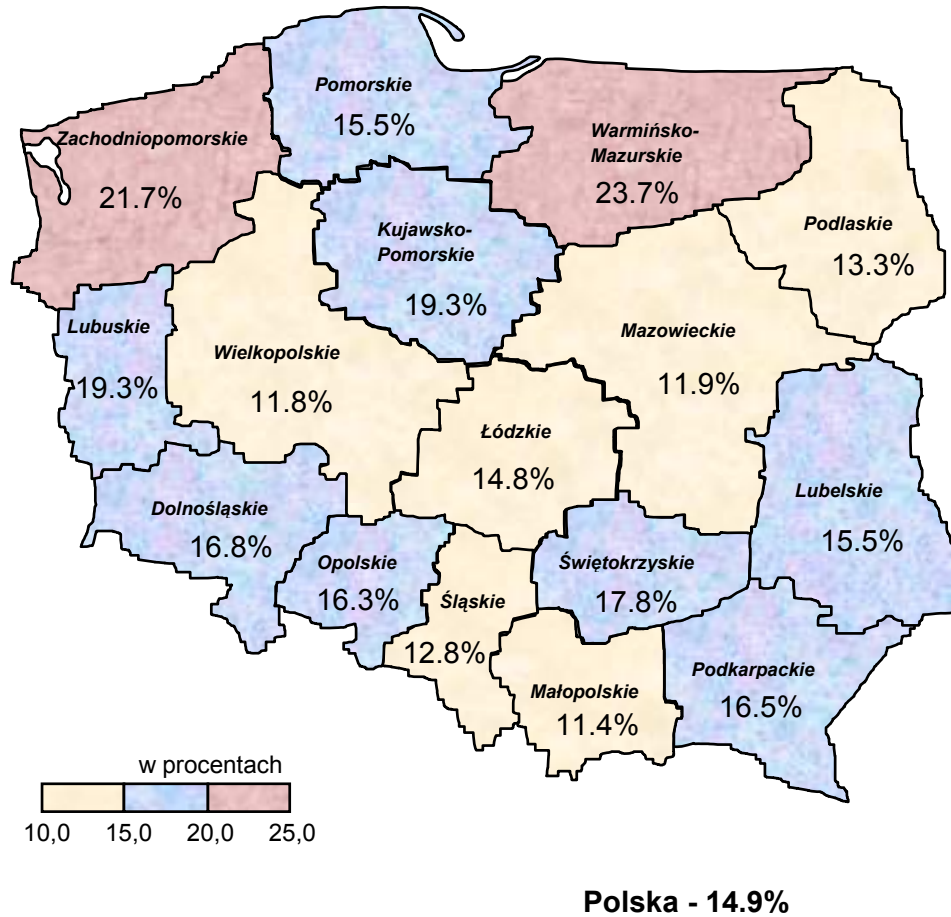 Pomorskie
15.5%
Zachodniopomorskie
21.7%
Warmińsko-
Mazurskie
23.7%
Podlaskie
13.3%
Kujawsko-
Pomorskie
19.3%
Lubuskie
19.3%
Wielkopolskie
11.8%
Mazowieckie
11.9%
Łódzkie
14.8%
Lubelskie
15.5%
Dolnośląskie
16.8%
Opolskie
16.3%
Śląskie
12.8%
Świętokrzyskie
17.8%
Małopolskie
11.4%
Podkarpackie
16.5%
w procentach
10,0 15,0 20,0 25,0
Polska - 14.9%